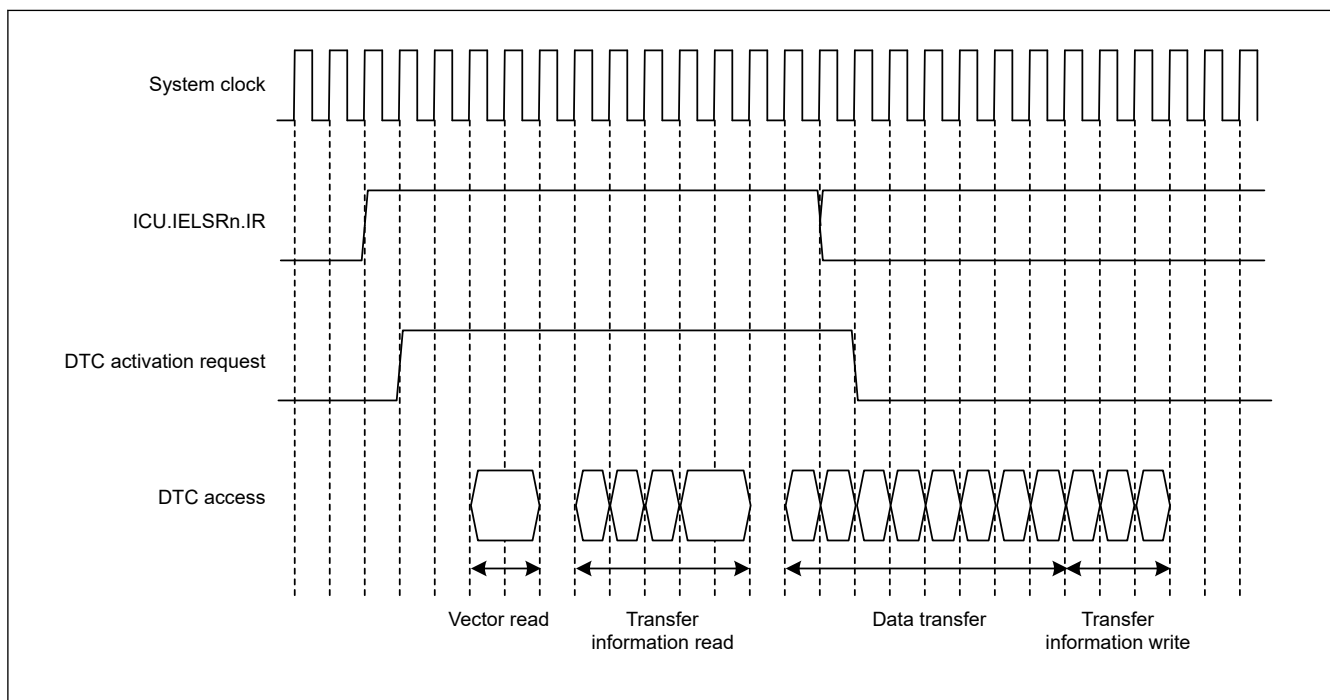 System clock
ICU.IELSRn.IR
DTC activation request
DTC access
Vector read
Transfer
information read
Data transfer
Transfer
information write